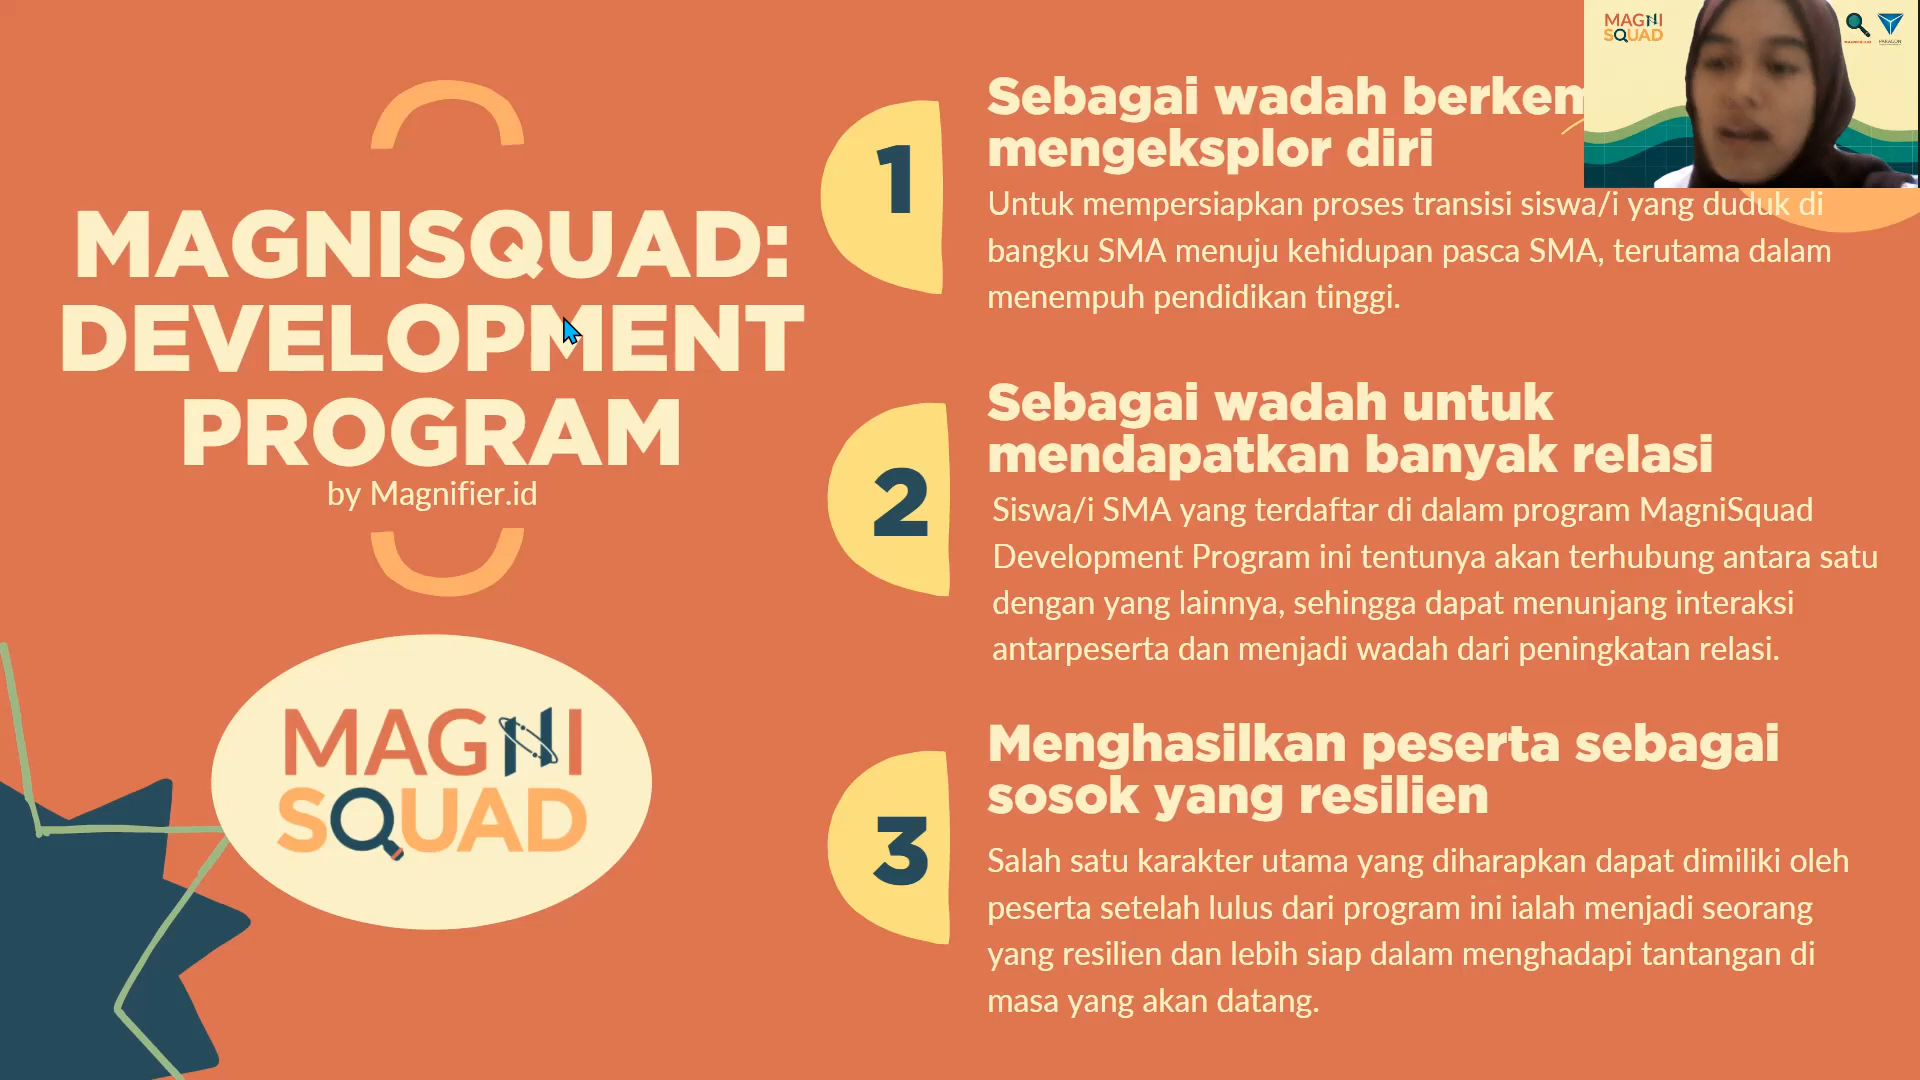 MAGNISQUAD:
DEVELOPMENT
PROGRAM
by Magnifier.id
MAGNI
SQUAD
1
Sebagai wadah
mengeksplor diri
Untuk mempersiapkan proses transisi siswa/i yang duduk di
bangku SMA menuju kehidupan pasca SMA, terutama dalam
menempuh pendidikan tinggi.
2
Sebagai wadah untuk
mendapatkan banyak relasi
Siswa/i SMA yang terdaftar di dalam program MagniSquad
Development Program ini tentunya akan terhubung antara satu
dengan yang lainnya, sehingga dapat menunjang interaksi
antarpeserta dan menjadi wadah dari peningkatan relasi.
3
Menghasilkan peserta sebagai
sosok yang resilien
Salah satu karakter utama yang diharapkan dapat dimiliki oleh
peserta setelah lulus dari program ini ialah menjadi seorang
yang resilien dan lebih siap dalam menghadapi tantangan di
masa yang akan datang.
MAGNI
SQUAD